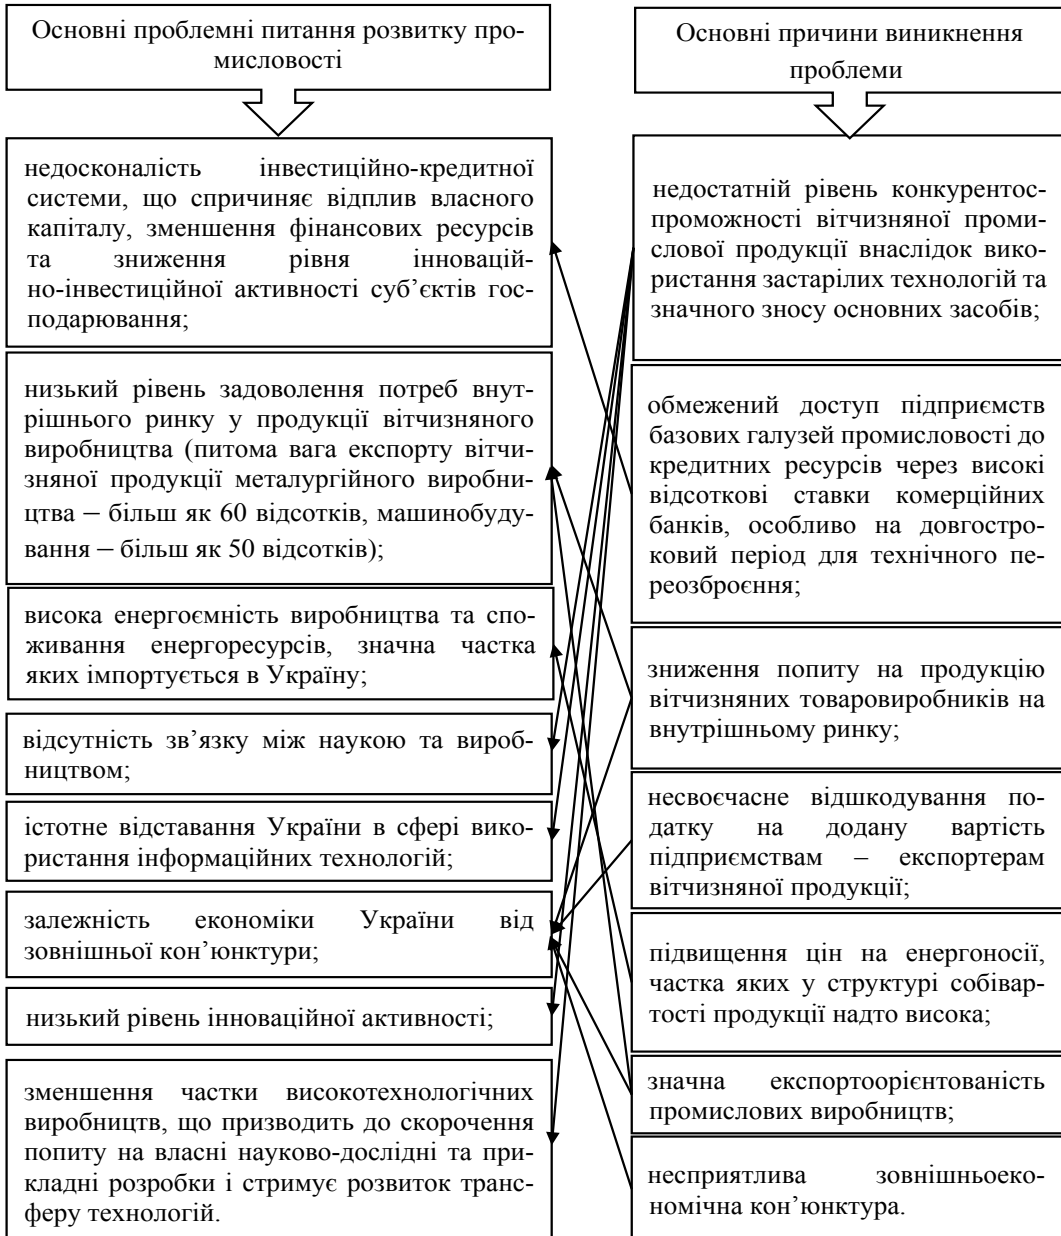 Основні проблемні питання розвитку про-
мисловості
недосконалість інвестиційно-кредитної
системи, що спричиняє відплив власного
капіталу, зменшення фінансових ресурсів
та зниження рівня інновацій-
но-інвестиційної активності суб’єктів гос-
подарювання;
низький рівень задоволення потреб внут-
рішнього ринку у продукції вітчизняного
виробництва (питома вага експорту вітчи-
зняної продукції металургійного виробни-
цтва – більш як 60 відсотків, машинобуду-
вання – більш як 50 відсотків);
висока енергоємність виробництва та спо-
живання енергоресурсів, значна частка
яких імпортується в Україну;
відсутність зв’язку між наукою та вироб-
ництвом;
істотне відставання України в сфері вико-
ристання інформаційних технологій;
залежність економіки України від
зовнішньої кон’юнктури;
низький рівень інноваційної активності;
зменшення частки високотехнологічних
виробництв, що призводить до скорочення
попиту на власні науково-дослідні та при-
кладні розробки і стримує розвиток транс-
феру технологій.
Основні причини виникнення
проблеми
недостатній рівень конкурентос-
проможності вітчизняної проми-
слової продукції внаслідок вико-
ристання застарілих технологій та
значного зносу основних засобів;
обмежений доступ підприємств
базових галузей промисловості до
кредитних ресурсів через високі
відсоткові ставки комерційних
банків, особливо на довгостро-
ковий період для технічного пе-
реозброєння;
зниження попиту на продукцію
вітчизняних товаровиробників на
внутрішньому ринку;
несвоєчасне відшкодування по-
датку на додану вартість
підприємствам – експортерам
вітчизняної продукції;
підвищення цін на енергоносії,
частка яких у структурі собівар-
тості продукції надто висока;
значна експортоорієнтованість
промислових виробництв;
несприятлива зовнішньоеко-
номічна кон’юнктура.